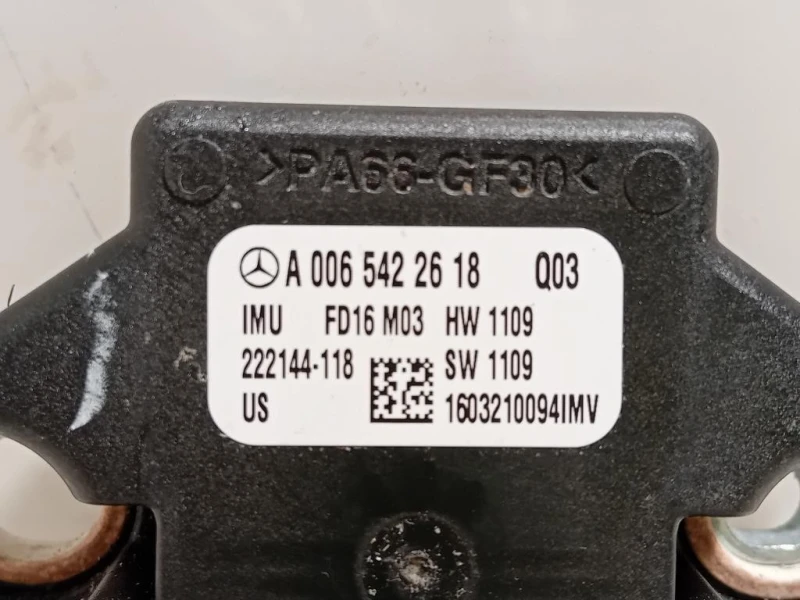 >PA66-GF30<
A 006 542 26 18 Q03
IMU FD16 M03 HW 1109
222144-118 SW 1109
US 1603210094IMV